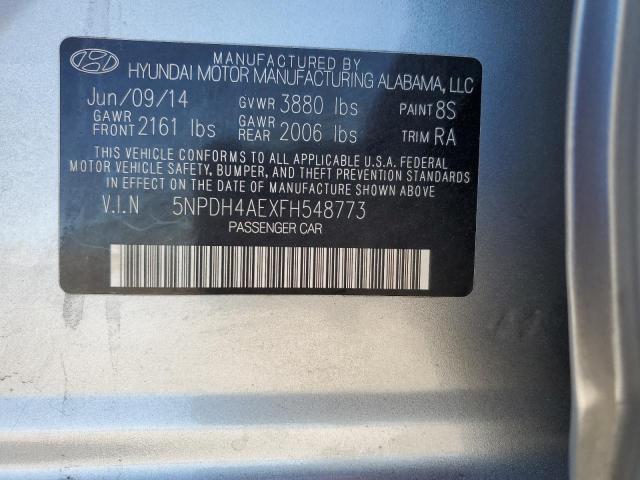 MANUFACTURED BY
HYUNDAI MOTOR MANUFACTURING ALABAMA, LLC
Jun/09/14 GVWR 3880 lbs PAINT 8S
GAWR FRONT 2161 lbs GAWR REAR 2006 lbs TRIM RA
THIS VEHICLE CONFORMS TO ALL APPLICABLE U.S.A. FEDERAL
MOTOR VEHICLE SAFETY, BUMPER, AND THEFT PREVENTION STANDARDS
IN EFFECT ON THE DATE OF MANUFACTURE SHOWN ABOVE
V.I.N 5NPDH4AEXFH548773
PASSENGER CAR